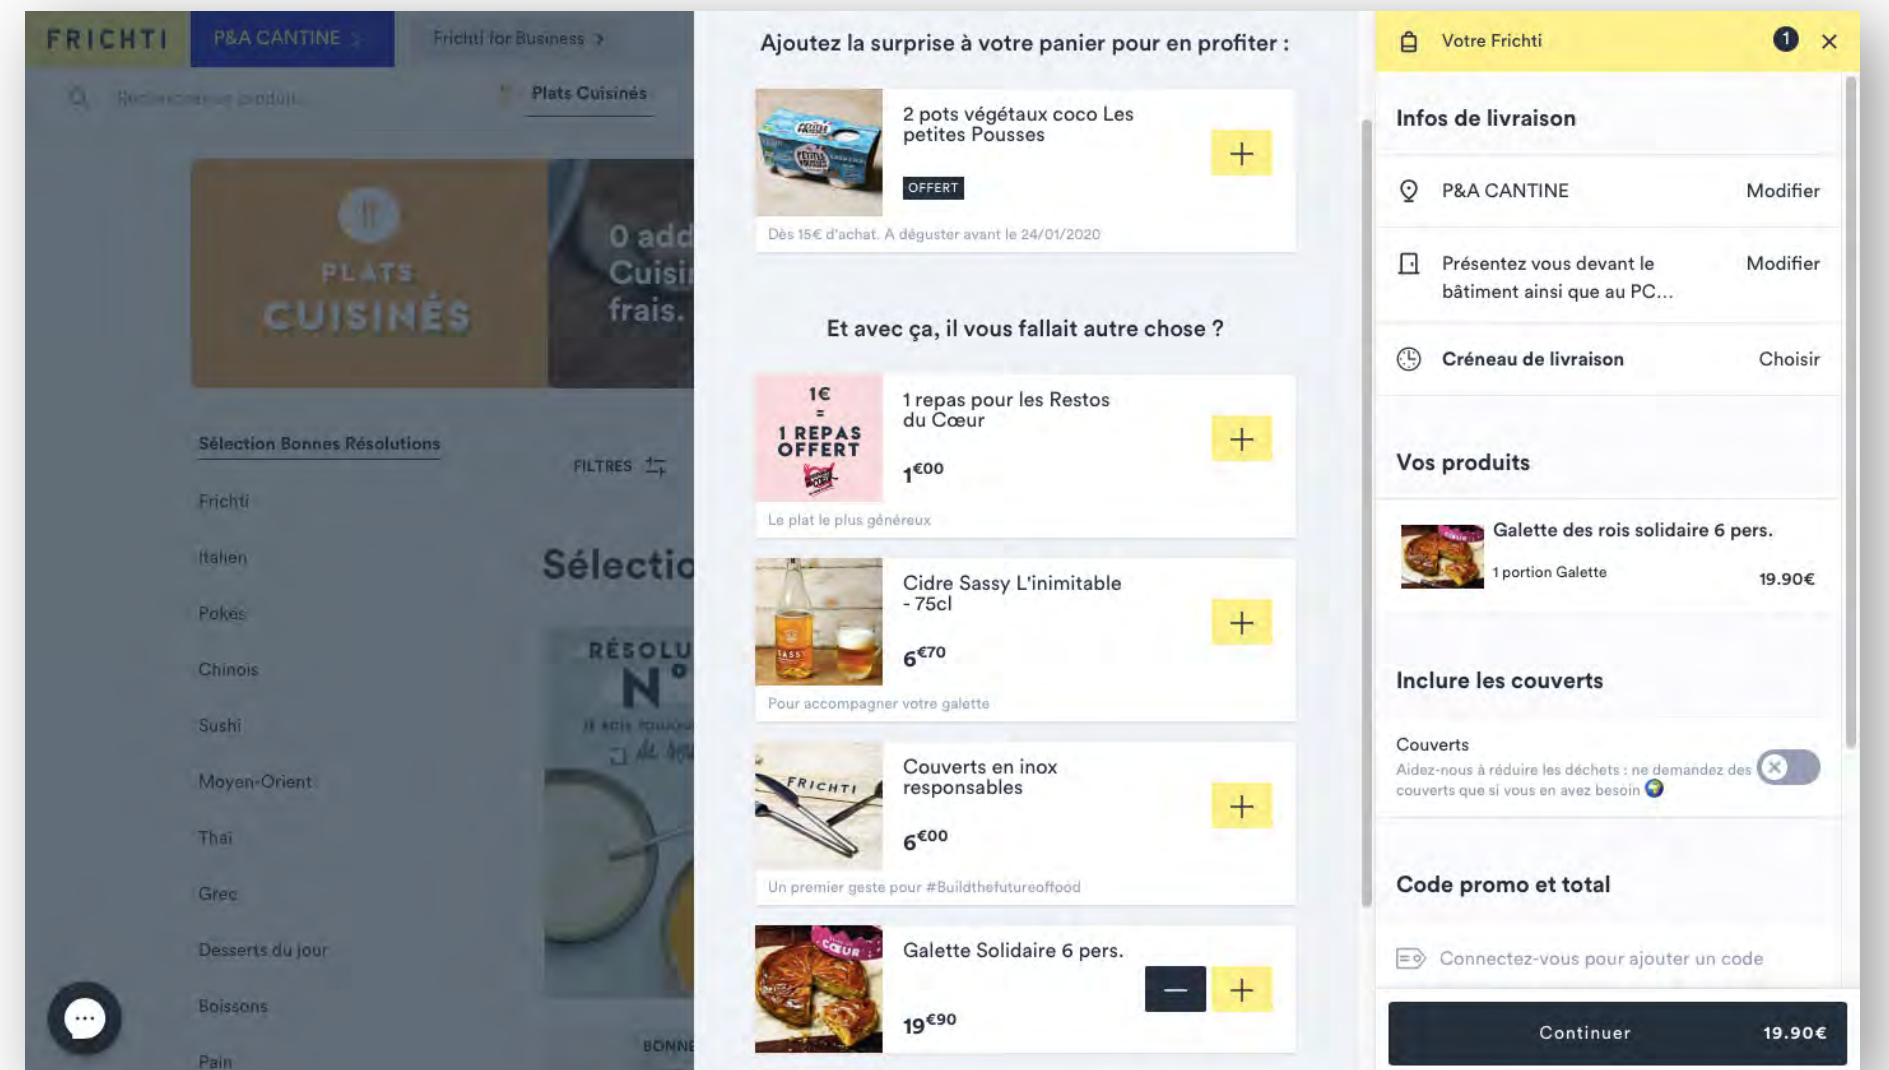 FRICHTI
P&A CANTINE >
Frichti for Business >
Plats Cuisinés
PLATS
CUISINÉS
0 add
Cuisi
frais.
Sélection Bonnes Résolutions
FILTRES
Frichti
Italien
Pokés
Chinois
Sushi
Moyen-Orient
Thaï
Grec
Desserts du jour
Boissons
Pain
Sélectio
RÉSOLU
N°
BONNE
Ajoutez la surprise à votre panier pour en profiter :
2 pots végétaux coco Les
petites Pousses
OFFERT
Dès 15€ d'achat. A déguster avant le 24/01/2020
Et avec ça, il vous fallait autre chose ?
1€
=
1 REPAS
OFFERT
1 repas pour les Restos
du Cœur
1€00
Le plat le plus généreux
SASSY
Cidre Sassy L'inimitable
- 75cl
6€70
Pour accompagner votre galette
FRICHTI
Couverts en inox
responsables
6€00
Un premier geste pour #Buildthefutureoffood
CŒUR
Galette Solidaire 6 pers.
19€90
Votre Frichti
1
Infos de livraison
P&A CANTINE
Modifier
Présentez vous devant le
bâtiment ainsi que au PC...
Modifier
Créneau de livraison
Choisir
Vos produits
Galette des rois solidaire 6 pers.
1 portion Galette
19.90€
Inclure les couverts
Couverts
Aidez-nous à réduire les déchets : ne demandez des
couverts que si vous en avez besoin
Code promo et total
Connectez-vous pour ajouter un code
Continuer
19.90€